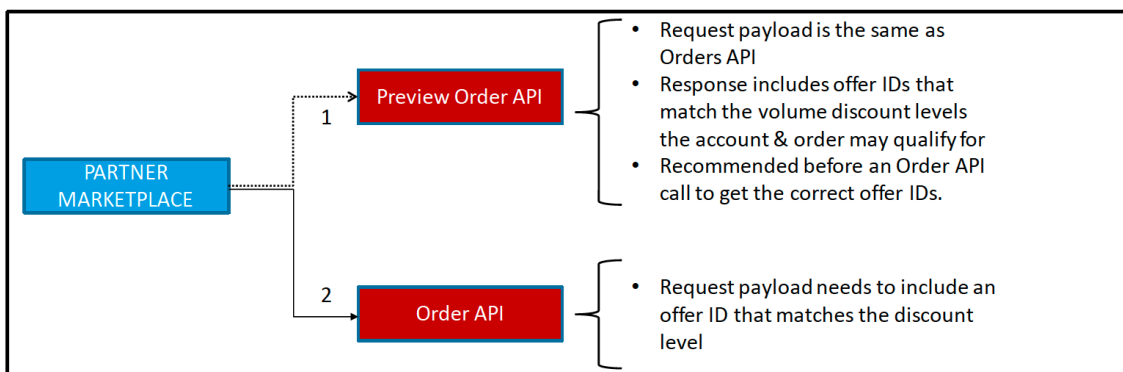 • Request payload is the same as
Orders API
• Response includes offer IDs that
match the volume discount levels
the account & order may qualify for
• Recommended before an Order API
call to get the correct offer IDs.
Preview Order API
1
PARTNER
MARKETPLACE
2
Order API
• Request payload needs to include an
offer ID that matches the discount
level